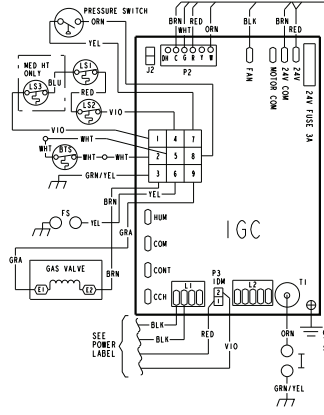 PRESSURE SWITCH
ORN
YEL
BRN
WHT
RED
ORN
BLK
BRN
RED
J2
DH C G R Y W
P2
FAN
MOTOR COM
24V COM
24V
24V FUSE 3A
MED HT
ONLY
LS1
BLU
LS3
RED
LS2
VIO
VIO
WHT
WHT
BTS
WHT
WHT
GRN/YEL
YEL
1 4 7
2 5 8
3 6 9
BRN
FS
YEL
GRA
HUM
COM
CONT
CCH
IGC
GRA
GAS VALVE
E1
E2
BRN
L1
P3
IDM
2
1
L2
T1
SEE
POWER
LABEL
BLK
BLK
RED
VIO
ORN
I
GRN/YEL